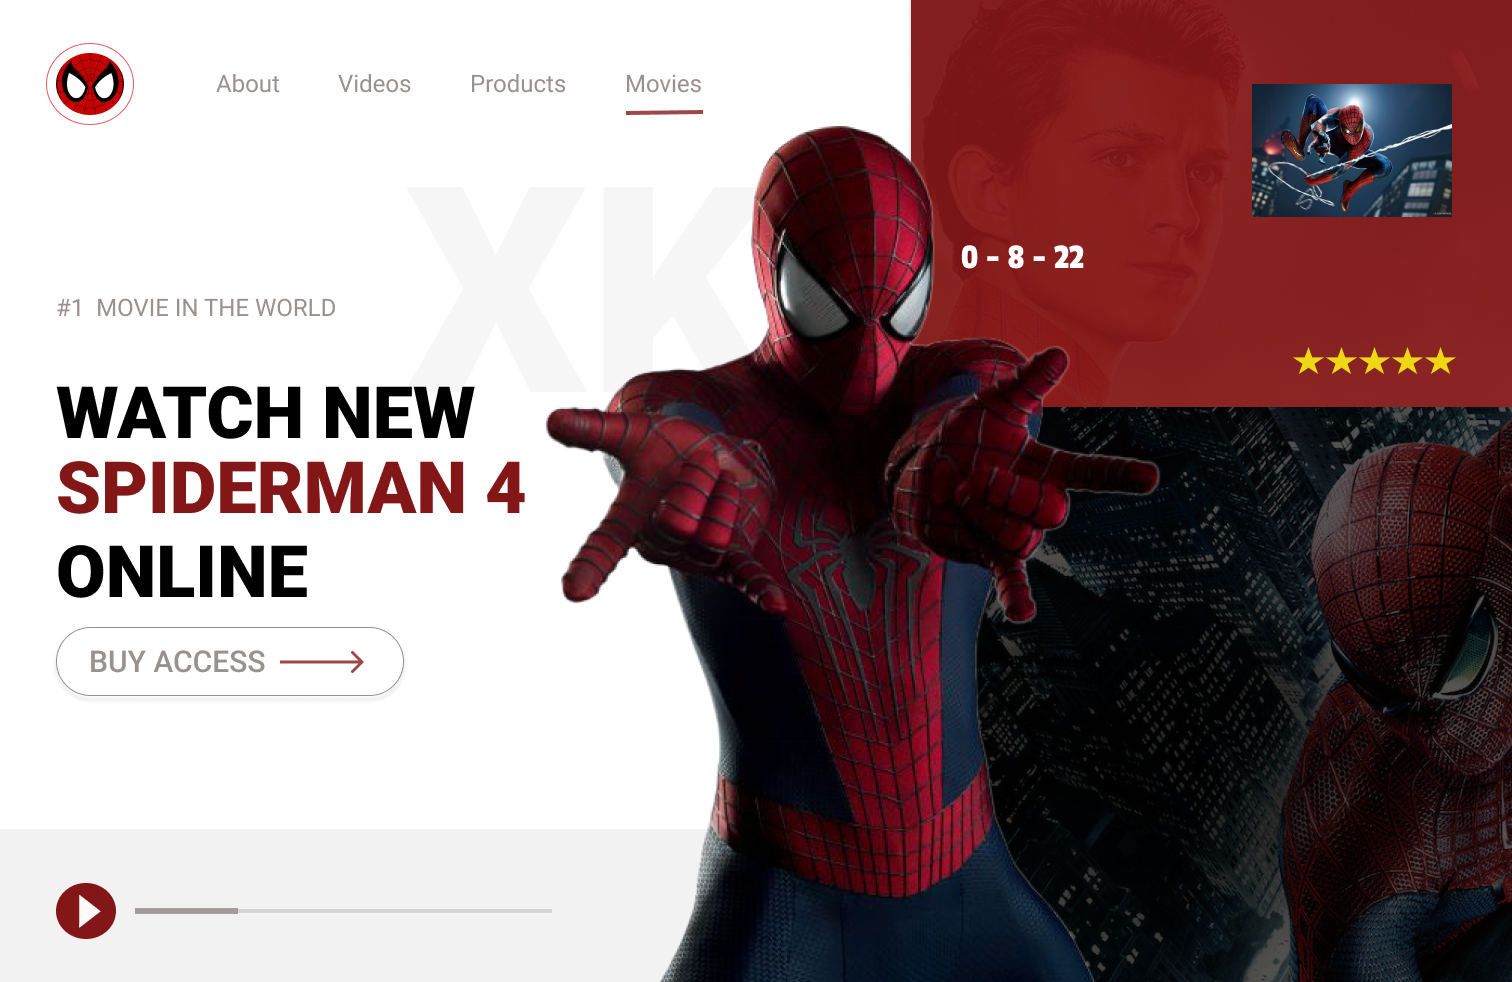 About Videos Products Movies
XK
0 - 8 - 22
#1 MOVIE IN THE WORLD
WATCH NEW
SPIDERMAN 4
ONLINE
BUY ACCESS